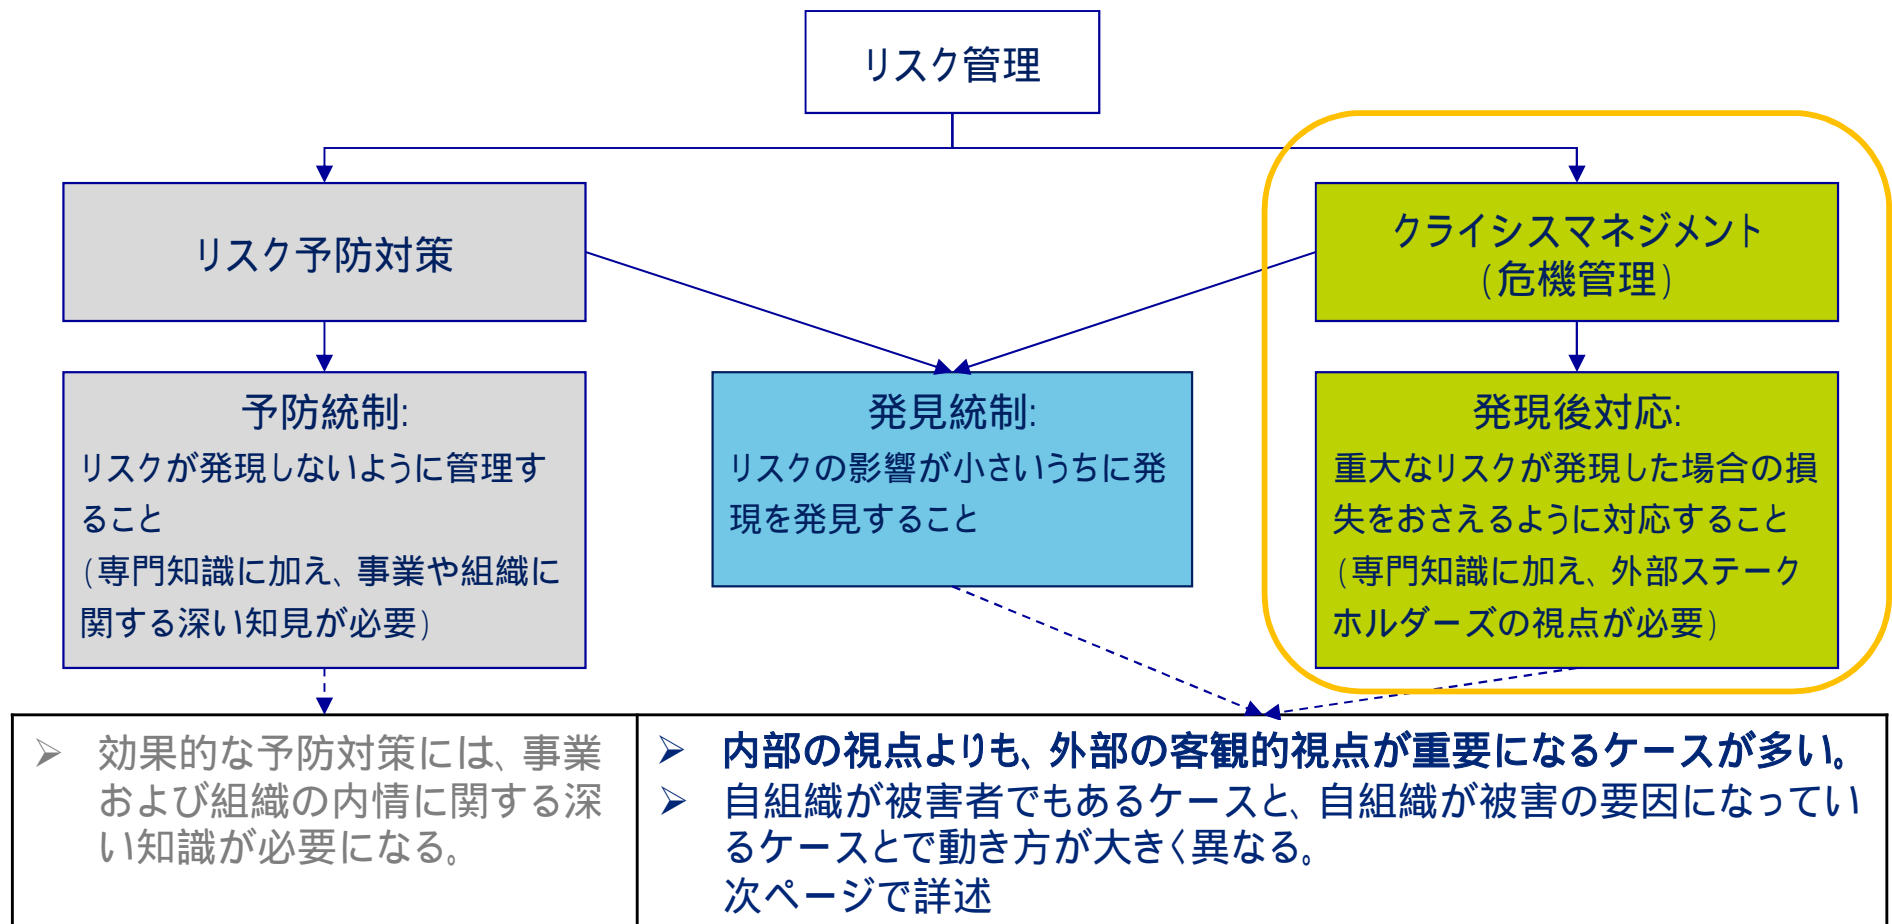 リスク管理
リスク予防対策
クライシスマネジメント
(危機管理)
予防統制:
リスクが発現しないように管理す
ること
(専門知識に加え、事業や組織に
関する深い知見が必要)
発見統制:
リスクの影響が小さいうちに発
現を発見すること
発現後対応:
重大なリスクが発現した場合の損
失をおさえるように対応すること
(専門知識に加え、外部ステーク
ホルダーズの視点が必要)
➢ 効果的な予防対策には、事業
および組織の内情に関する深
い知識が必要になる。
➢ 内部の視点よりも、外部の客観的視点が重要になるケースが多い。
➢ 自組織が被害者でもあるケースと、自組織が被害の要因になってい
るケースとで動き方が大きく異なる。
次ページで詳述